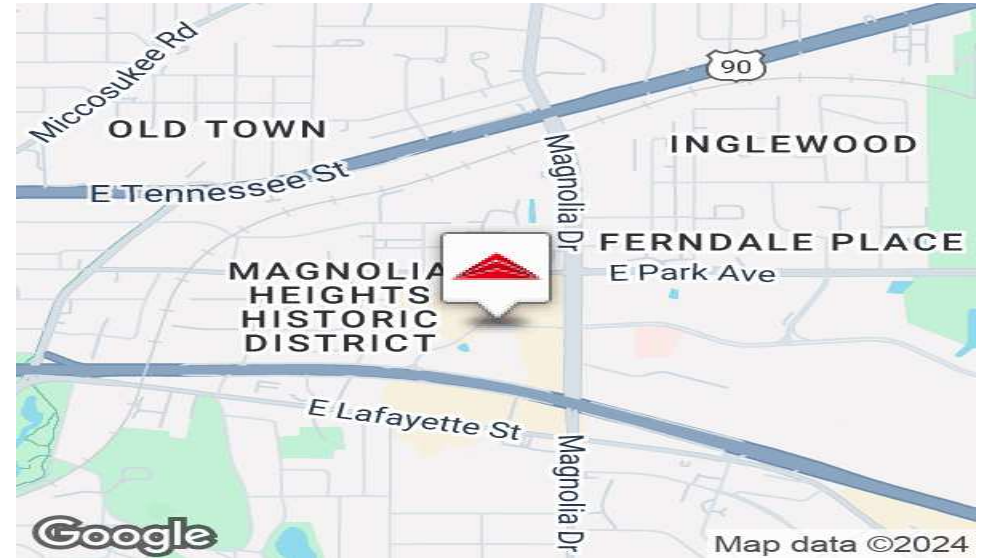 Miccosukee Rd
90
OLD TOWN
INGLEWOOD
E Tennessee St
Magnolia Dr
FERNDALE PLACE
E Park Ave
MAGNOLIA
HEIGHTS
HISTORIC
DISTRICT
E Lafayette St
Magnolia Dr
Google
Map data ©2024